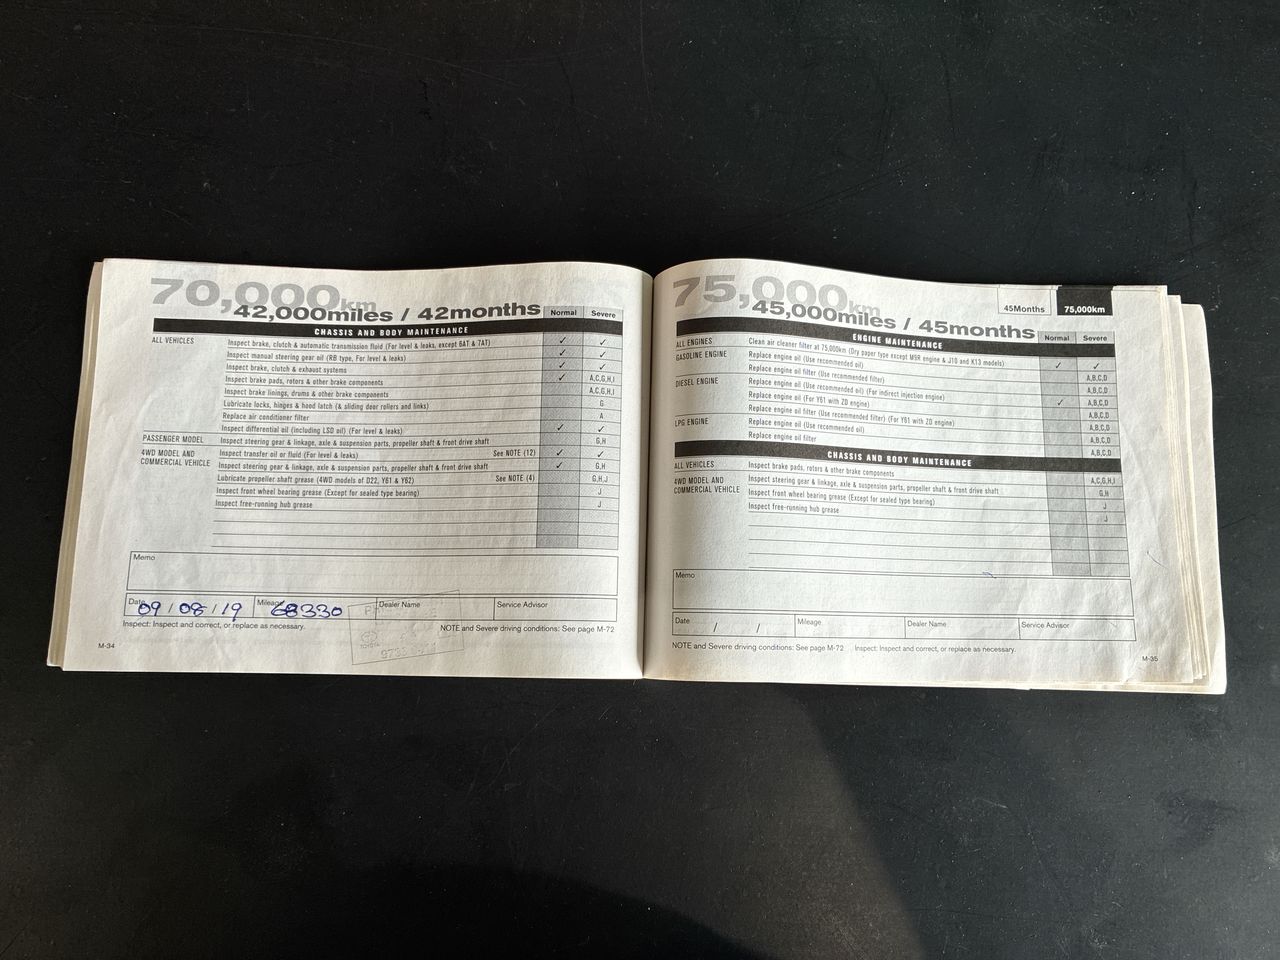 70,000km
42,000miles / 42months
Normal
Severe
CHASSIS AND BODY MAINTENANCE
ALL VEHICLES
Inspect brake, clutch & automatic transmission fluid (For level & leaks, except 6AT & 7AT) ✓ ✓
Inspect manual steering gear oil (RB type, For level & leaks) ✓ ✓
Inspect brake, clutch & exhaust systems ✓ ✓
Inspect brake pads, rotors & other brake components ✓ A,C,G,H,I
Inspect brake linings, drums & other brake components A,C,G,H,I
Lubricate locks, hinges & hood latch (& sliding door rollers and links) G
Replace air conditioner filter A
Inspect differential oil (including LSD oil) (For level & leaks) ✓ ✓
PASSENGER MODEL
Inspect steering gear & linkage, axle & suspension parts, propeller shaft & front drive shaft G,H
4WD MODEL AND
COMMERCIAL VEHICLE
Inspect transfer oil or fluid (For level & leaks) See NOTE (12) ✓ ✓
Inspect steering gear & linkage, axle & suspension parts, propeller shaft & front drive shaft ✓ G,H
Lubricate propeller shaft grease (4WD models of D22, Y61 & Y62) See NOTE (4) G,H,J
Inspect front wheel bearing grease (Except for sealed type bearing) J
Inspect free-running hub grease J
Memo
Date 09/08/19
Mileage 68330
Dealer Name
Service Advisor
Inspect: Inspect and correct, or replace as necessary.
NOTE and Severe driving conditions: See page M-72
TOYOTA
M-34
75,000km
45,000miles / 45months
45Months
75,000km
Normal
Severe
ENGINE MAINTENANCE
ALL ENGINES
Clean air cleaner filter at 75,000km (Dry paper type except M9R engine & J10 and K13 models) ✓ ✓
GASOLINE ENGINE
Replace engine oil (Use recommended oil) A,B,C,D
Replace engine oil filter (Use recommended filter) A,B,C,D
DIESEL ENGINE
Replace engine oil (Use recommended oil) (For indirect injection engine) ✓ A,B,C,D
Replace engine oil (For Y61 with ZD engine) A,B,C,D
Replace engine oil filter (Use recommended filter) (For Y61 with ZD engine) A,B,C,D
LPG ENGINE
Replace engine oil (Use recommended oil) A,B,C,D
Replace engine oil filter A,B,C,D
CHASSIS AND BODY MAINTENANCE
ALL VEHICLES
Inspect brake pads, rotors & other brake components A,C,G,H,I
4WD MODEL AND
COMMERCIAL VEHICLE
Inspect steering gear & linkage, axle & suspension parts, propeller shaft & front drive shaft G,H
Inspect front wheel bearing grease (Except for sealed type bearing) J
Inspect free-running hub grease J
Memo
Date / /
Mileage
Dealer Name
Service Advisor
NOTE and Severe driving conditions: See page M-72
Inspect: Inspect and correct, or replace as necessary.
M-35